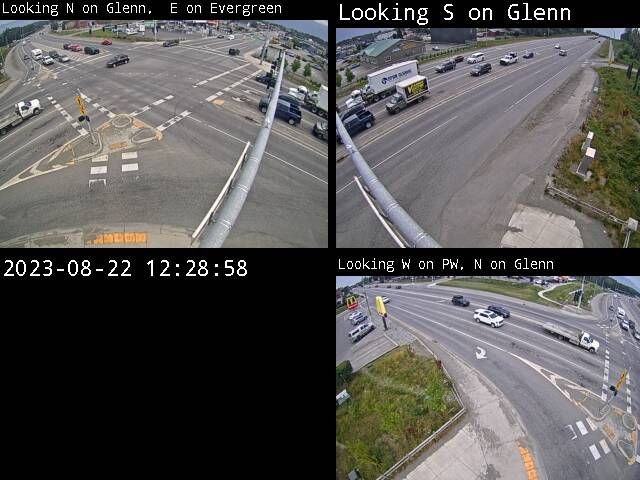 Looking N on Glenn,  E on Evergreen
Looking S on Glenn
2023-08-22 12:28:58
Looking W on PW, N on Glenn